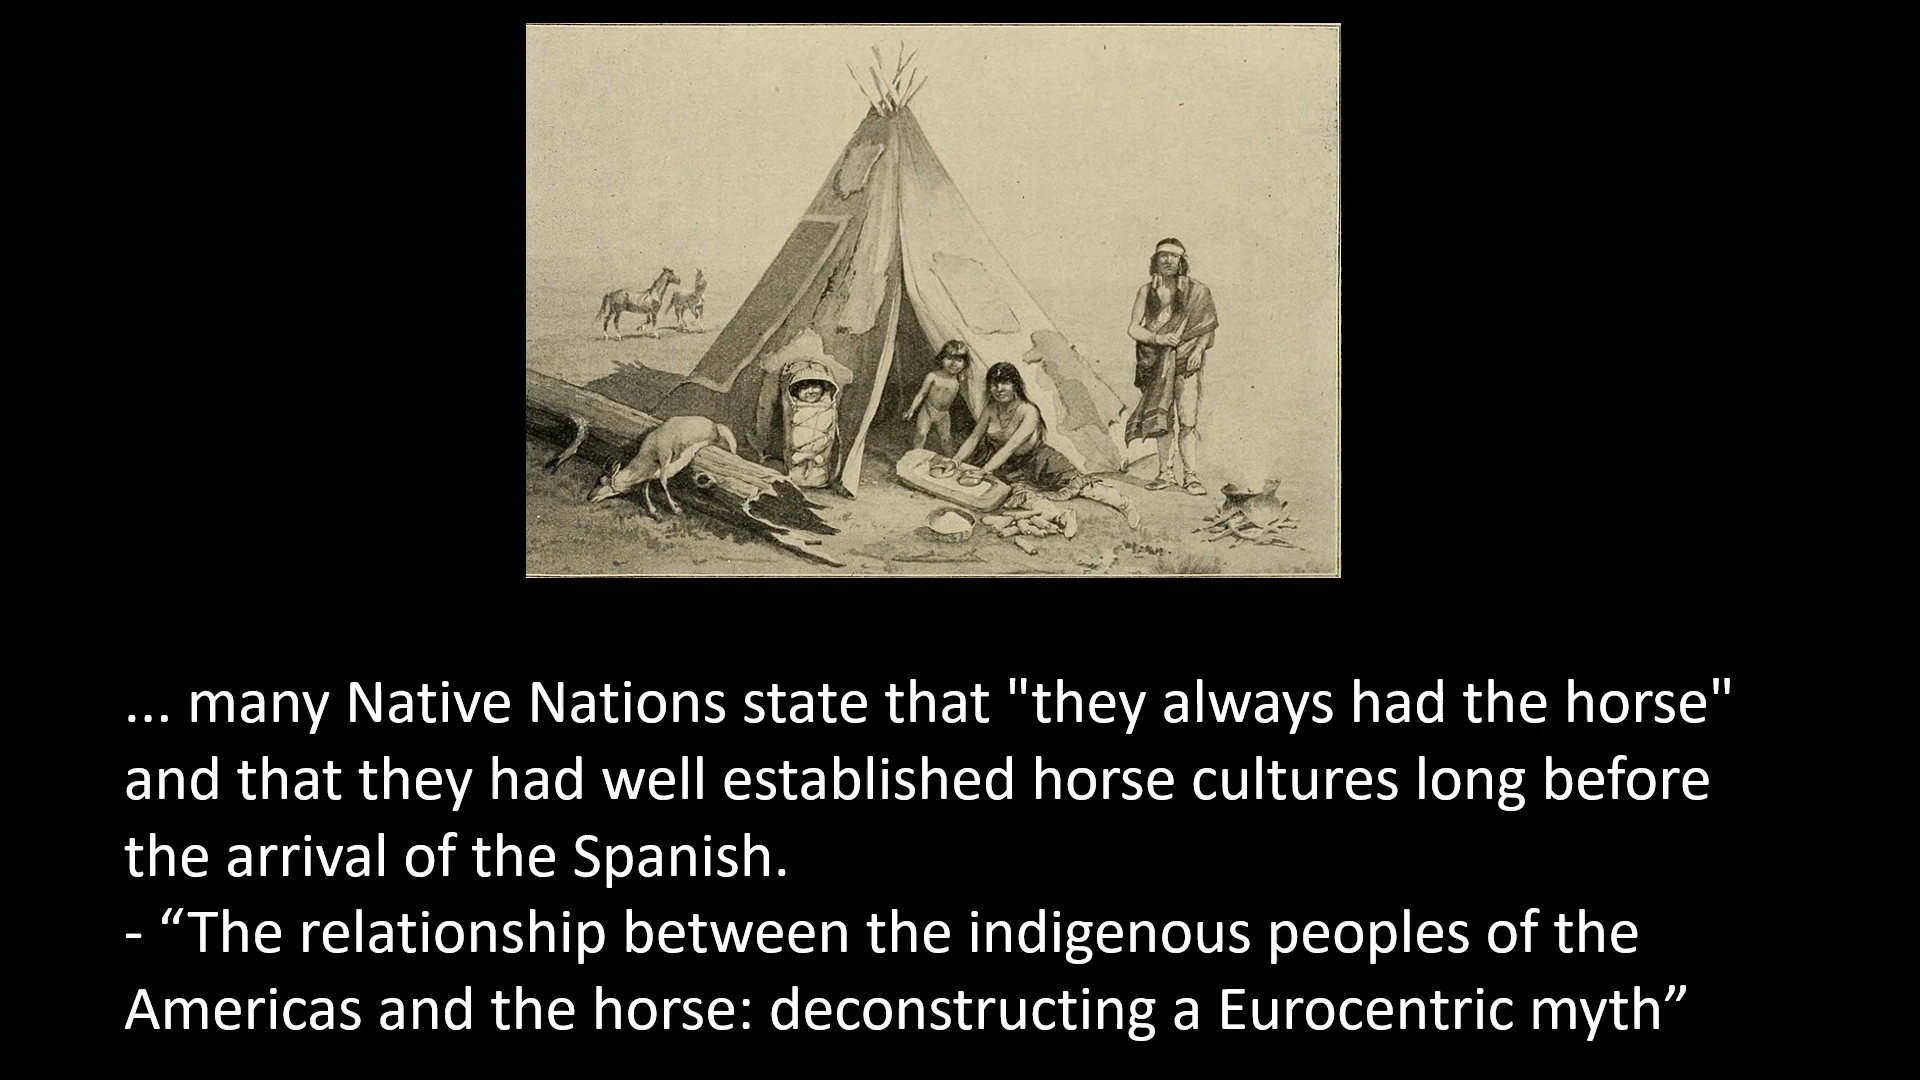 ... many Native Nations state that "they always had the horse"
and that they had well established horse cultures long before
the arrival of the Spanish.
- “The relationship between the indigenous peoples of the
Americas and the horse: deconstructing a Eurocentric myth”